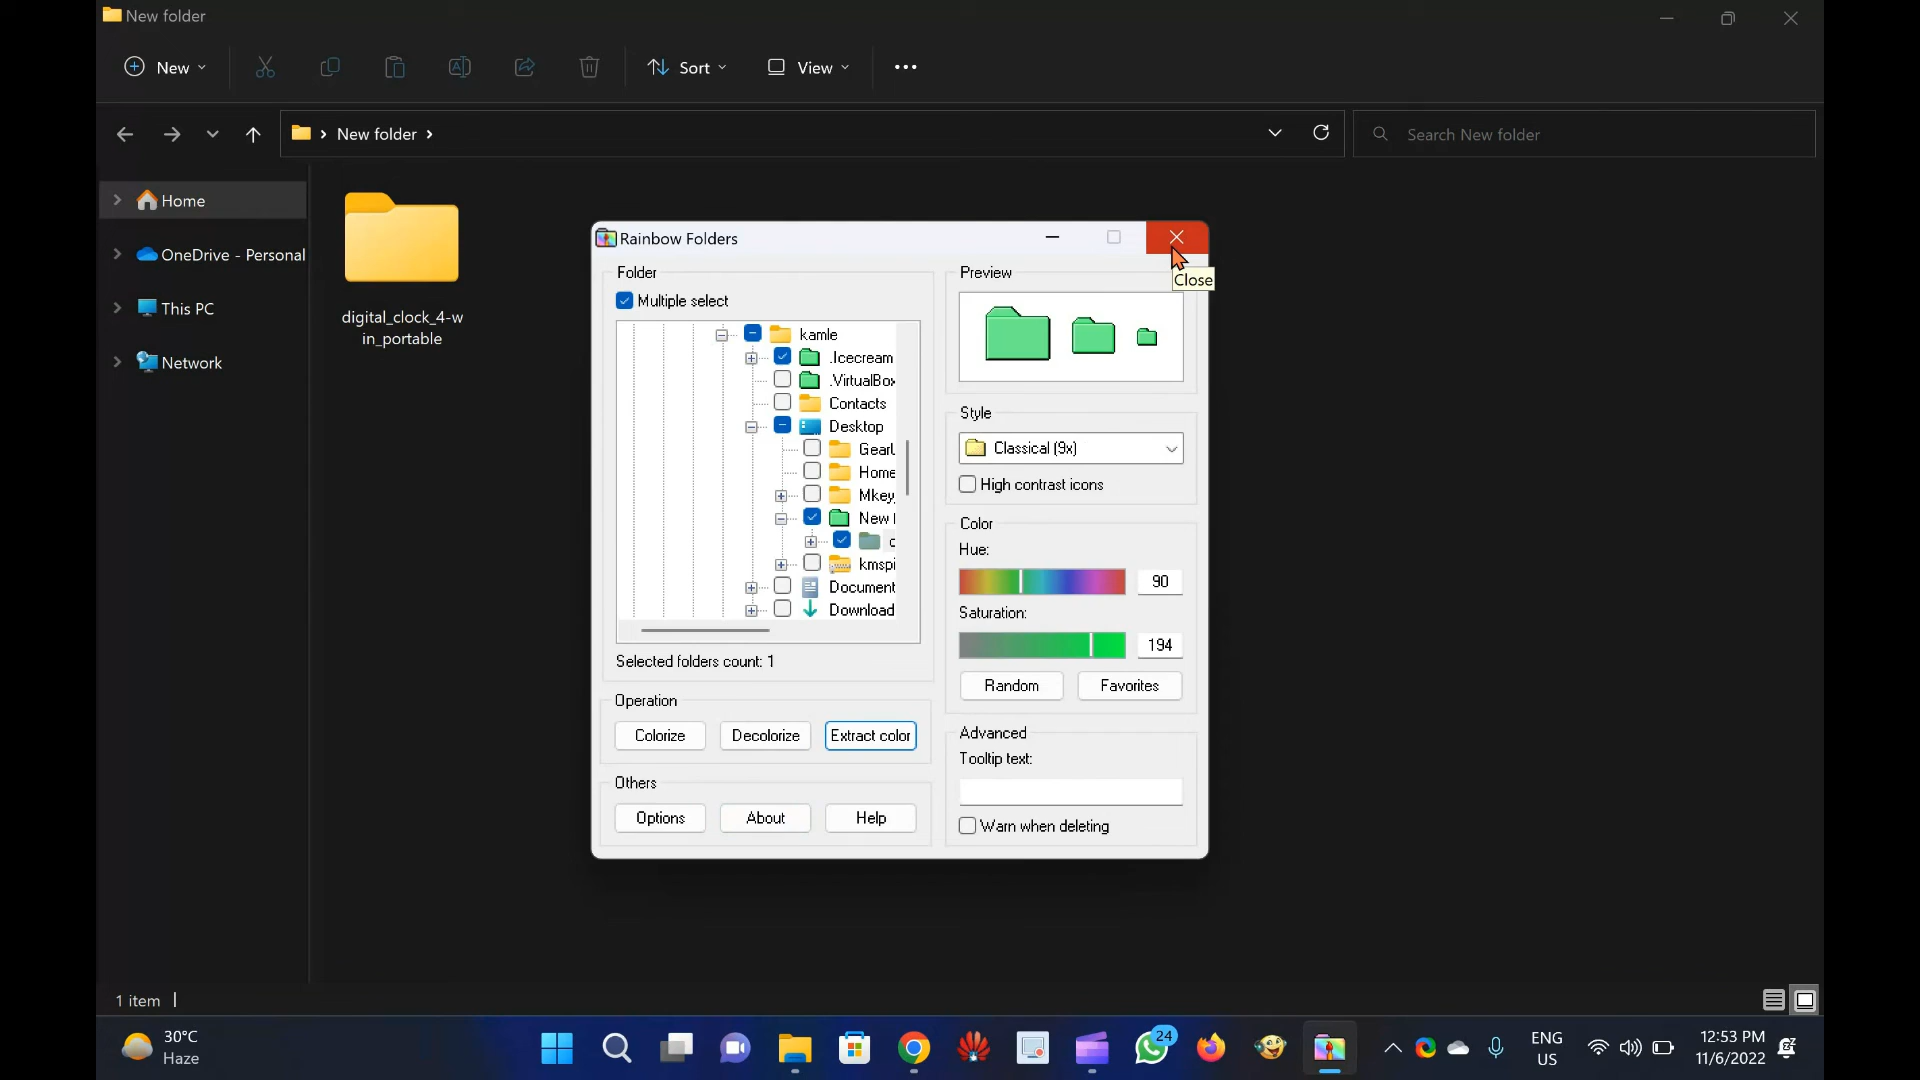 New folder
New
Sort
View
New folder
Search New folder
Home
OneDrive - Personal
This PC
Network
digital_clock_4-w
in_portable
Rainbow Folders
Close
Folder
Multiple select
kamle
.Icecream
.VirtualBox
Contacts
Desktop
Home
Mkey
New
kmspi
Document
Download
Selected folders count: 1
Operation
Colorize
Decolorize
Extract color
Others
Options
About
Help
Preview
Style
Classical (9x)
High contrast icons
Color
Hue:
90
Saturation:
194
Random
Favorites
Advanced
Tooltip text:
Warn when deleting
1 item
30°C
Haze
24
ENG
US
12:53 PM
11/6/2022